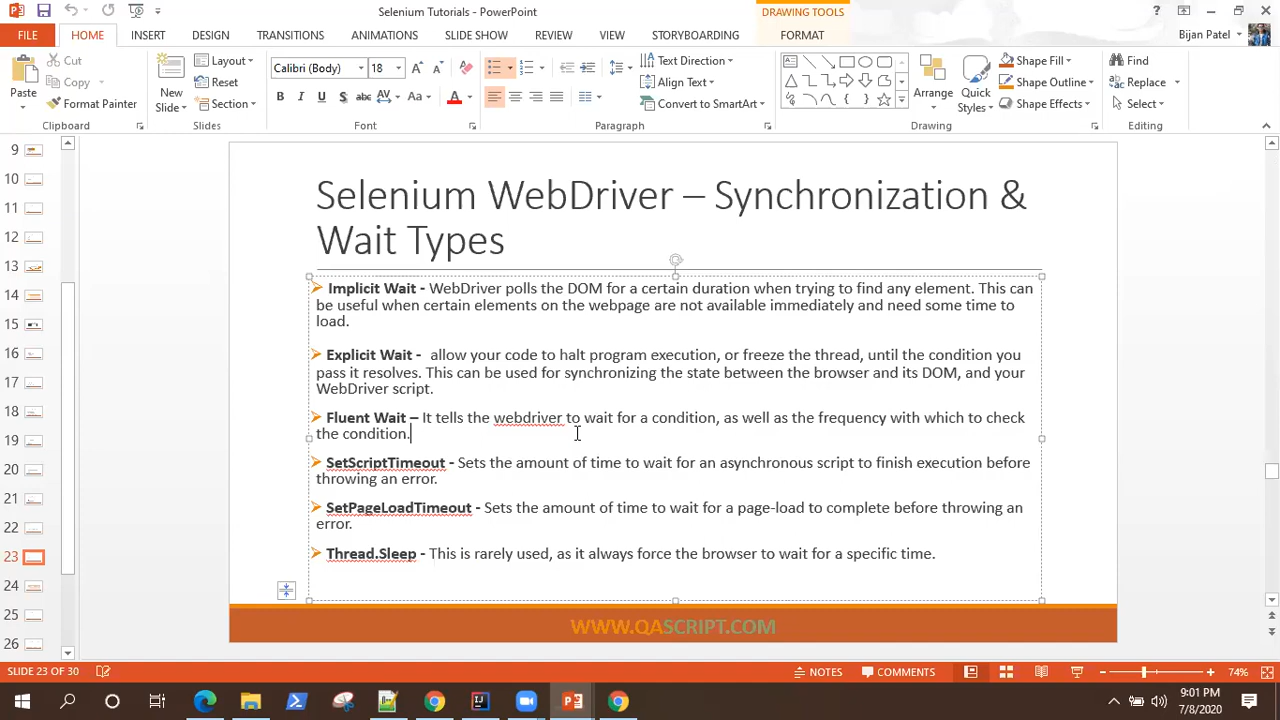 Selenium Tutorials - PowerPoint
DRAWING TOOLS
FILE
HOME
INSERT
DESIGN
TRANSITIONS
ANIMATIONS
SLIDE SHOW
REVIEW
VIEW
STORYBOARDING
FORMAT
Bijan Patel
Paste
Cut
Copy
Format Painter
Clipboard
New
Slide
Layout
Reset
Section
Slides
Calibri (Body)
18
Font
Text Direction
Align Text
Convert to SmartArt
Paragraph
Arrange
Quick
Styles
Shape Fill
Shape Outline
Shape Effects
Drawing
Find
Replace
Select
Editing
9
10
11
12
13
14
15
16
17
18
19
20
21
22
23
24
25
26
Selenium WebDriver – Synchronization &
Wait Types
Implicit Wait - WebDriver polls the DOM for a certain duration when trying to find any element. This can
be useful when certain elements on the webpage are not available immediately and need some time to
load.
Explicit Wait - allow your code to halt program execution, or freeze the thread, until the condition you
pass it resolves. This can be used for synchronizing the state between the browser and its DOM, and your
WebDriver script.
Fluent Wait – It tells the webdriver to wait for a condition, as well as the frequency with which to check
the condition.
SetScriptTimeout - Sets the amount of time to wait for an asynchronous script to finish execution before
throwing an error.
SetPageLoadTimeout - Sets the amount of time to wait for a page-load to complete before throwing an
error.
Thread.Sleep - This is rarely used, as it always force the browser to wait for a specific time.
WWW.QASCRIPT.COM
SLIDE 23 OF 30
NOTES
COMMENTS
74%
9:01 PM
7/8/2020